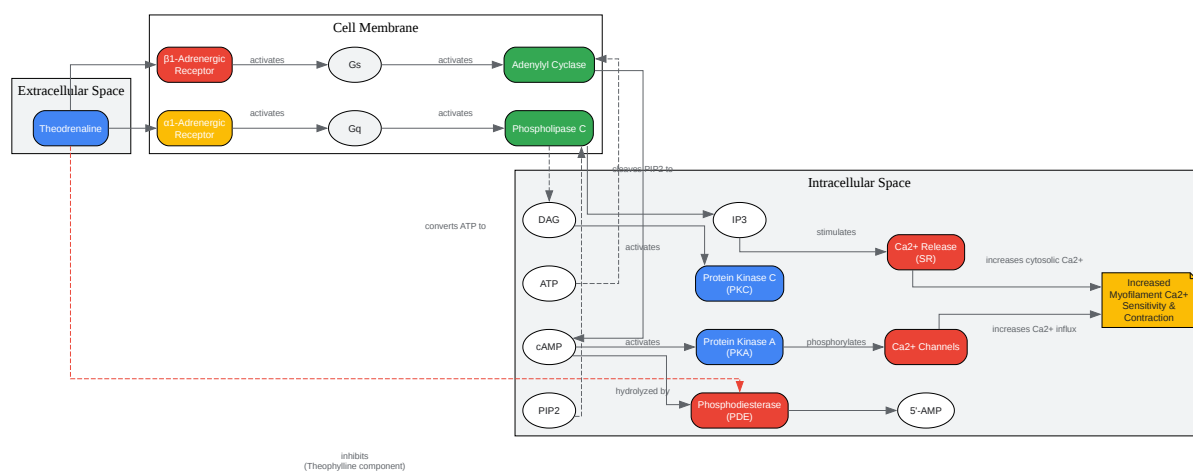 Cell Membrane
β1-Adrenergic
Receptor
activates
Gs
activates
Adenylyl Cyclase
Extracellular Space
Theodrenaline
α1-Adrenergic
Receptor
activates
Gq
activates
Phospholipase C
cleaves PIP2 to
Intracellular Space
DAG
IP3
converts ATP to
activates
stimulates
Ca2+ Release
(SR)
increases cytosolic Ca2+
ATP
Protein Kinase C
(PKC)
Increased
Myofilament Ca2+
Sensitivity &
Contraction
increases Ca2+ influx
cAMP
activates
Protein Kinase A
(PKA)
phosphorylates
Ca2+ Channels
hydrolyzed by
PIP2
Phosphodiesterase
(PDE)
5'-AMP
inhibits
(Theophylline component)